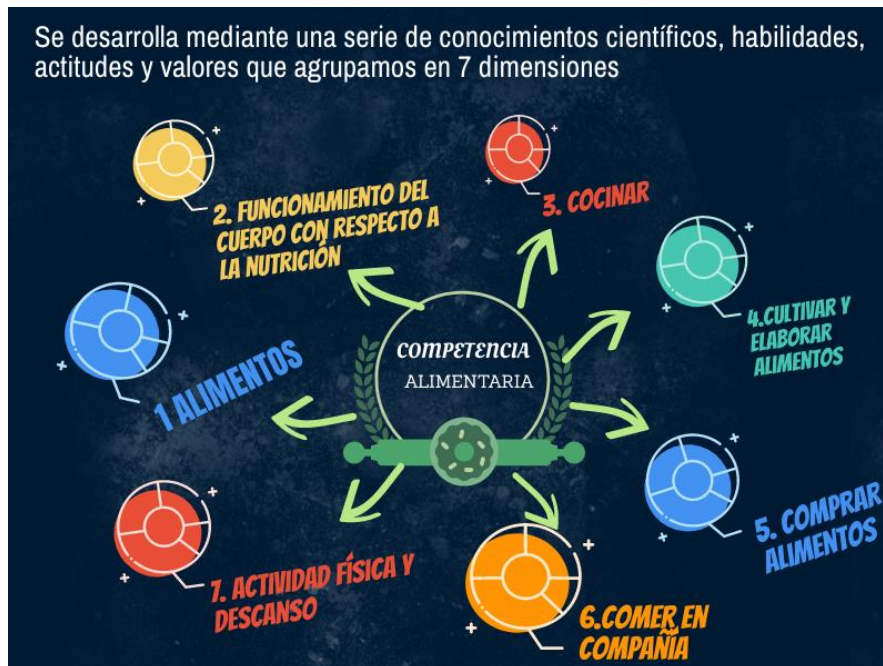 Se desarrolla mediante una serie de conocimientos científicos, habilidades,
actitudes y valores que agrupamos en 7 dimensiones
2. FUNCIONAMIENTO DEL
CUERPO CON RESPECTO A
LA NUTRICIÓN
3. COCINAR
4.CULTIVAR Y
ELABORAR
ALIMENTOS
COMPETENCIA
ALIMENTARIA
1 ALIMENTOS
5. COMPRAR
ALIMENTOS
7. ACTIVIDAD FÍSICA Y
DESCANSO
6.COMER EN
COMPAÑÍA